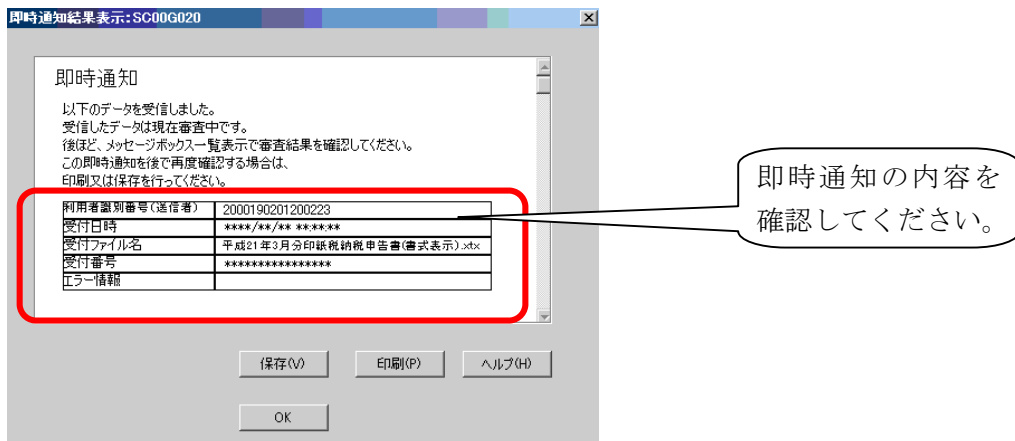 即時通知結果表示:SC00G020
即時通知
以下のデータを受信しました。
受信したデータは現在審査中です。
後ほど、メッセージボックス一覧表示で審査結果を確認してください。
この即時通知を後で再度確認する場合は、
印刷又は保存を行ってください。
利用者識別番号(送信者) 2000190201200223
受付日時 ****/**/** **:**:**
受付ファイル名 平成21年3月分印紙税納税申告書(書式表示).xtx
受付番号 ****************
エラー情報
即時通知の内容を
確認してください。
保存(V) 印刷(P) ヘルプ(H)
OK